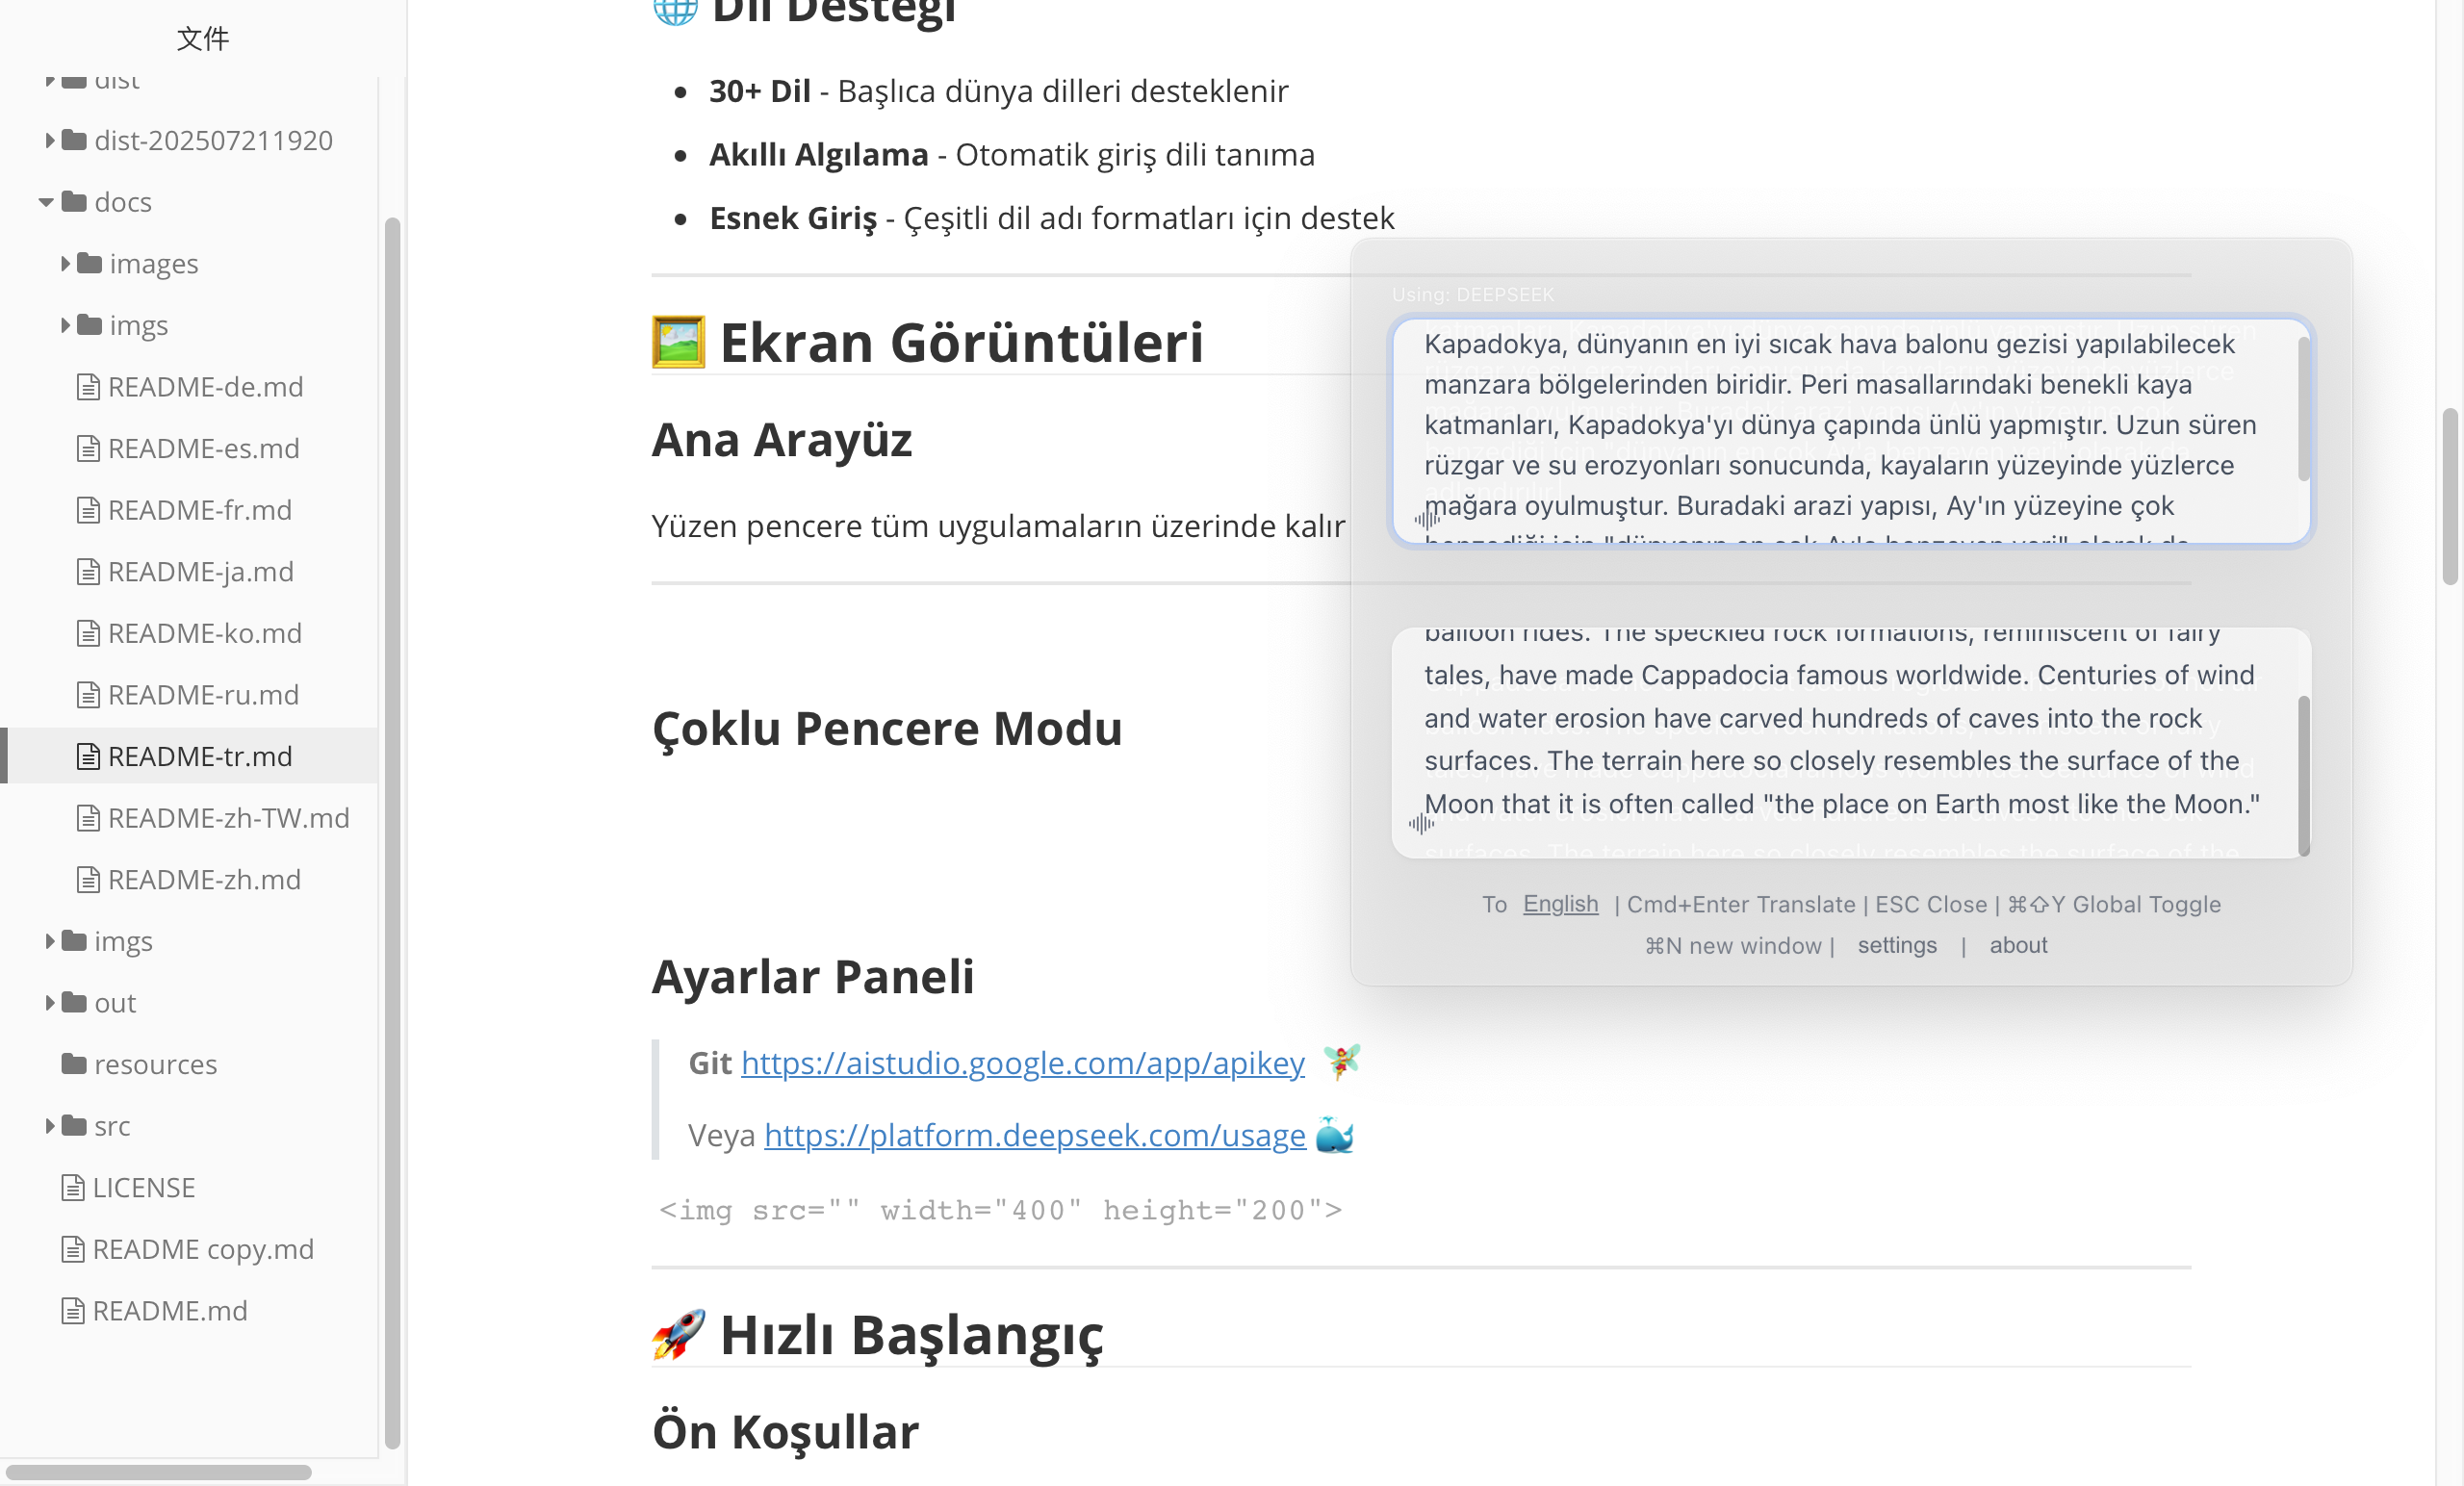 文件
dist
dist-202507211920
docs
images
imgs
README-de.md
README-es.md
README-fr.md
README-ja.md
README-ko.md
README-ru.md
README-tr.md
README-zh-TW.md
README-zh.md
imgs
out
resources
src
LICENSE
README copy.md
README.md
🌐 Dil Desteği
• 30+ Dil - Başlıca dünya dilleri desteklenir
• Akıllı Algılama - Otomatik giriş dili tanıma
• Esnek Giriş - Çeşitli dil adı formatları için destek
🖼️ Ekran Görüntüleri
Ana Arayüz
Yüzen pencere tüm uygulamaların üzerinde kalır
Çoklu Pencere Modu
Ayarlar Paneli
Git https://aistudio.google.com/app/apikey 🧚
Veya https://platform.deepseek.com/usage 🐳
<img src="" width="400" height="200">
🚀 Hızlı Başlangıç
Ön Koşullar
Using: DEEPSEEK
Kapadokya, dünyanın en iyi sıcak hava balonu gezisi yapılabilecek
manzara bölgelerinden biridir. Peri masallarındaki benekli kaya
katmanları, Kapadokya'yı dünya çapında ünlü yapmıştır. Uzun süren
rüzgar ve su erozyonları sonucunda, kayaların yüzeyinde yüzlerce
mağara oyulmuştur. Buradaki arazi yapısı, Ay'ın yüzeyine çok
benzediği için "dünyanın en çok Ay'a benzeyen yeri" olarak da
balloon rides. The speckled rock formations, reminiscent of fairy
tales, have made Cappadocia famous worldwide. Centuries of wind
and water erosion have carved hundreds of caves into the rock
surfaces. The terrain here so closely resembles the surface of the
Moon that it is often called "the place on Earth most like the Moon."
To English | Cmd+Enter Translate | ESC Close | ⌘⇧Y Global Toggle
⌘N new window | settings | about